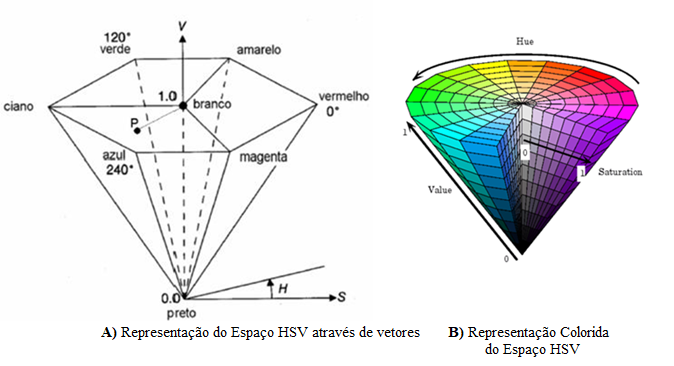 V
120°
verde
amarelo
ciano
1.0
branco
vermelho
0°
P
azul
240°
magenta
H
0.0
S
preto
Hue
1
0
1
Saturation
Value
0
A) Representação do Espaço HSV através de vetores
B) Representação Colorida
do Espaço HSV